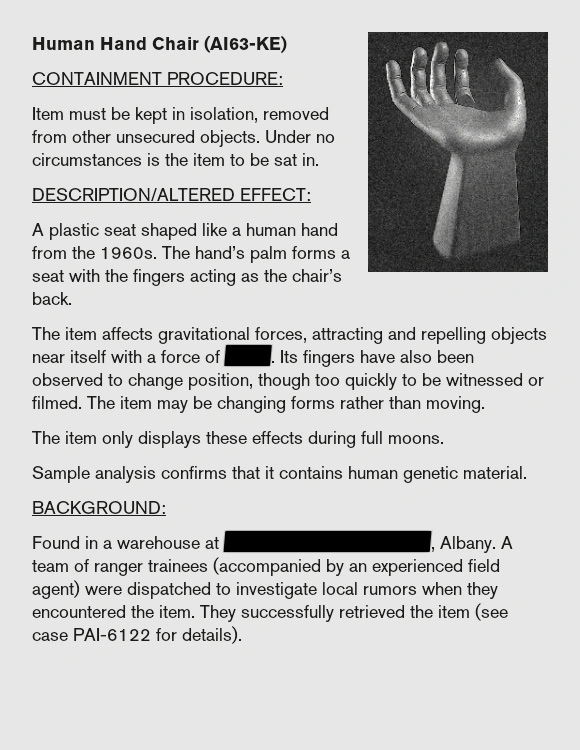 Human Hand Chair (AI63-KE)
CONTAINMENT PROCEDURE:
Item must be kept in isolation, removed
from other unsecured objects. Under no
circumstances is the item to be sat in.
DESCRIPTION/ALTERED EFFECT:
A plastic seat shaped like a human hand
from the 1960s. The hand’s palm forms a
seat with the fingers acting as the chair’s
back.
The item affects gravitational forces, attracting and repelling objects
near itself with a force of . Its fingers have also been
observed to change position, though too quickly to be witnessed or
filmed. The item may be changing forms rather than moving.
The item only displays these effects during full moons.
Sample analysis confirms that it contains human genetic material.
BACKGROUND:
Found in a warehouse at , Albany. A
team of ranger trainees (accompanied by an experienced field
agent) were dispatched to investigate local rumors when they
encountered the item. They successfully retrieved the item (see
case PAI-6122 for details).